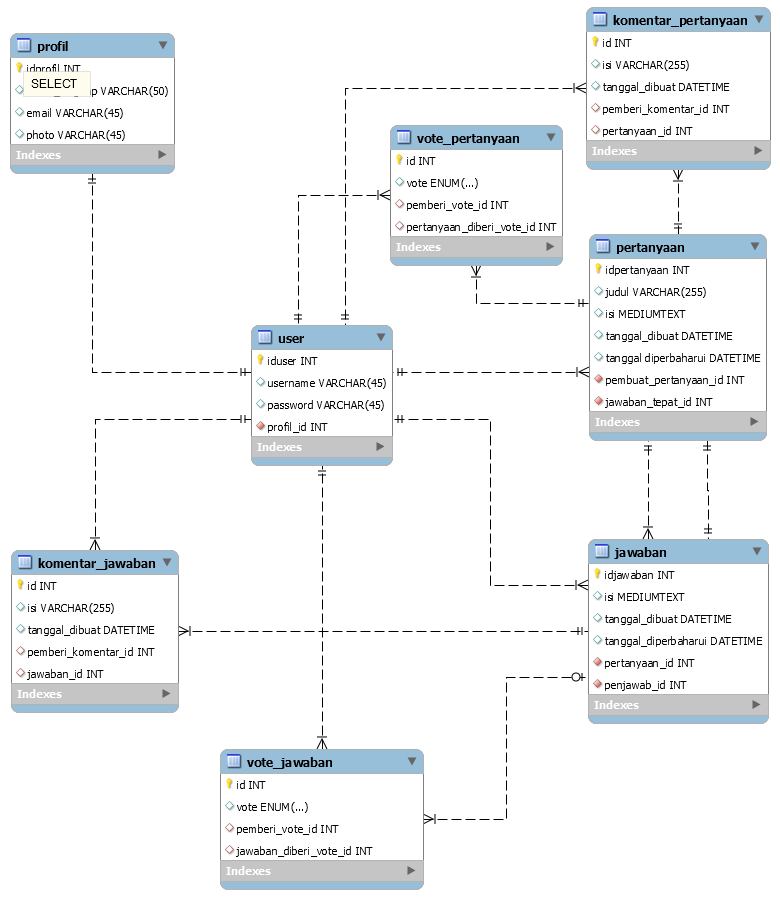 profil
idprofil INT
SELECT
VARCHAR(50)
email VARCHAR(45)
photo VARCHAR(45)
Indexes
komentar_pertanyaan
id INT
isi VARCHAR(255)
tanggal_dibuat DATETIME
pemberi_komentar_id INT
pertanyaan_id INT
Indexes
vote_pertanyaan
id INT
vote ENUM(...)
pemberi_vote_id INT
pertanyaan_diberi_vote_id INT
Indexes
pertanyaan
idpertanyaan INT
judul VARCHAR(255)
isi MEDIUMTEXT
tanggal_dibuat DATETIME
tanggal diperbaharui DATETIME
pembuat_pertanyaan_id INT
jawaban_tepat_id INT
Indexes
user
iduser INT
username VARCHAR(45)
password VARCHAR(45)
profil_id INT
Indexes
komentar_jawaban
id INT
isi VARCHAR(255)
tanggal_dibuat DATETIME
pemberi_komentar_id INT
jawaban_id INT
Indexes
jawaban
idjawaban INT
isi MEDIUMTEXT
tanggal_dibuat DATETIME
tanggal_diperbaharui DATETIME
pertanyaan_id INT
penjawab_id INT
Indexes
vote_jawaban
id INT
vote ENUM(...)
pemberi_vote_id INT
jawaban_diberi_vote_id INT
Indexes